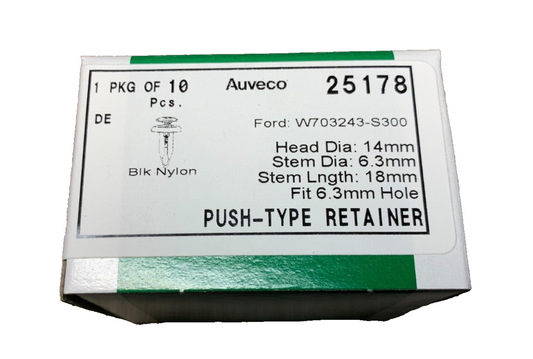 1 PKG OF 10 Auveco 25178
Pcs.
DE
Ford: W703243-S300
Head Dia: 14mm
Stem Dia: 6.3mm
Blk Nylon
Stem Lngth: 18mm
Fit 6.3mm Hole
PUSH-TYPE RETAINER